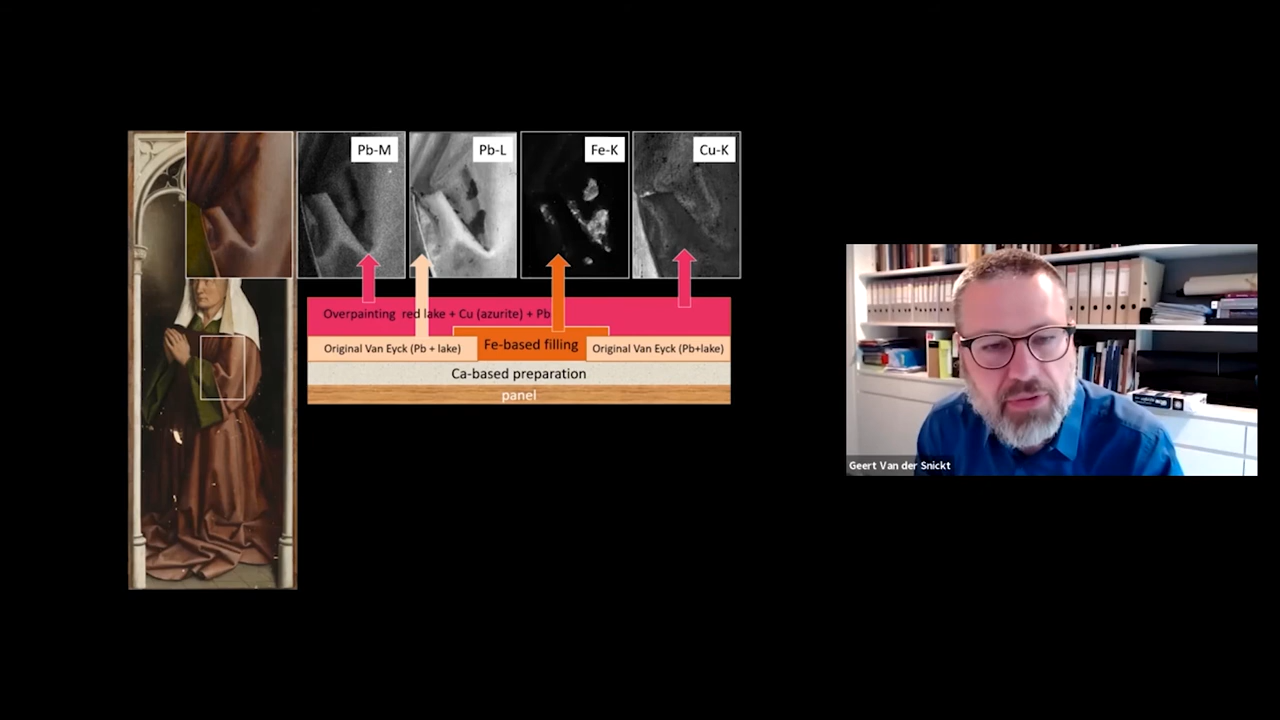 Pb-M
Pb-L
Fe-K
Cu-K
Overpainting red lake + Cu (azurite) + Pb
Original Van Eyck (Pb + lake)
Fe-based filling
Original Van Eyck (Pb+lake)
Ca-based preparation
panel
Geert Van der Snickt